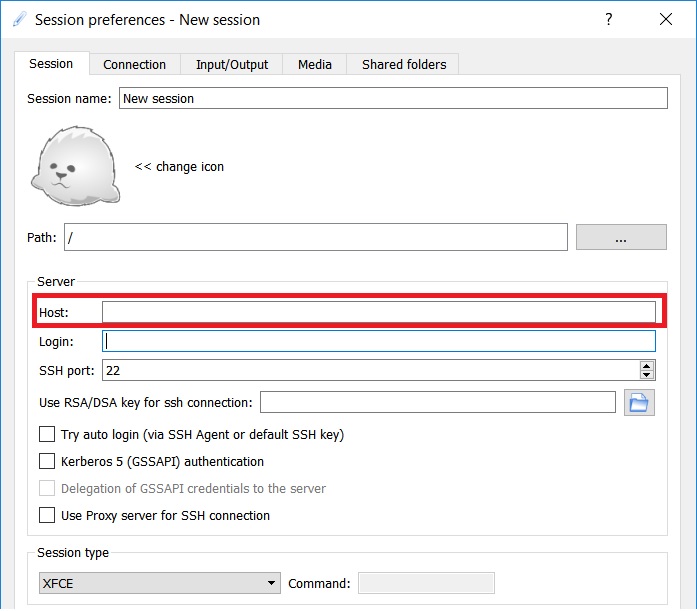 Session preferences - New session
?
Session Connection Input/Output Media Shared folders
Session name: New session
<< change icon
Path: /
...
Server
Host:
Login:
SSH port: 22
Use RSA/DSA key for ssh connection:
Try auto login (via SSH Agent or default SSH key)
Kerberos 5 (GSSAPI) authentication
Delegation of GSSAPI credentials to the server
Use Proxy server for SSH connection
Session type
XFCE Command: